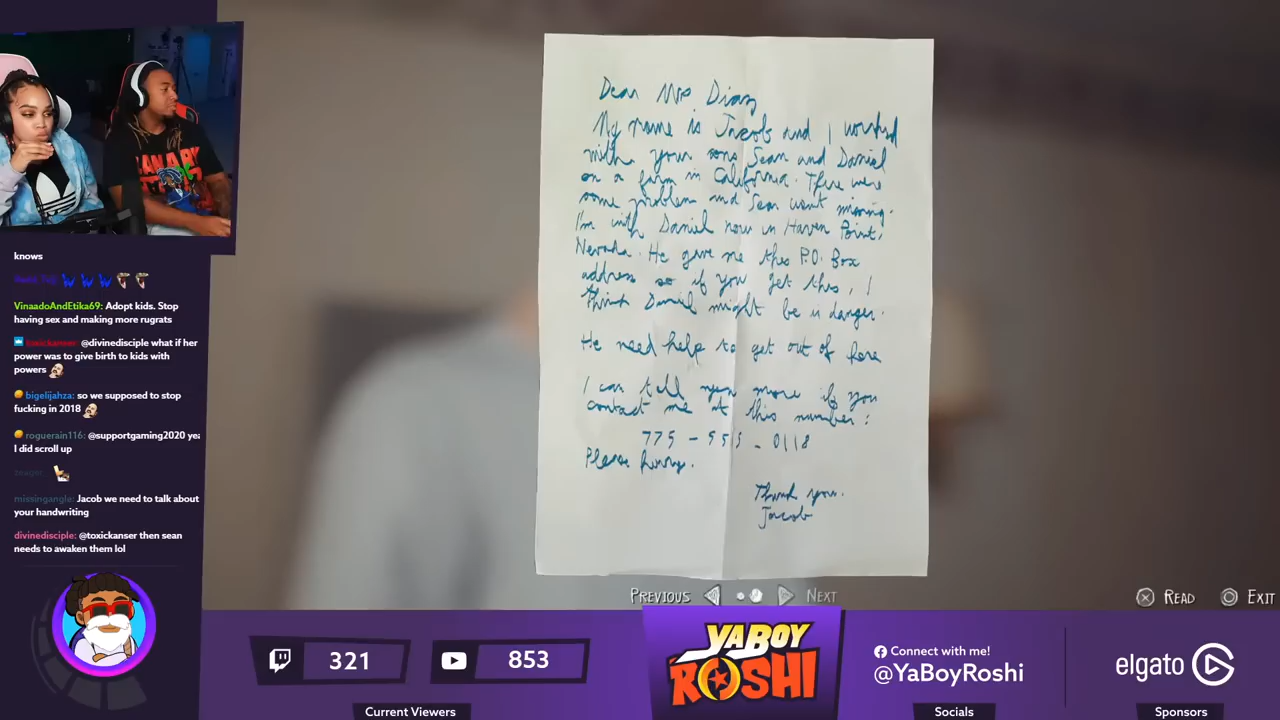 knows
VinaadoAndEtika69: Adopt kids. Stop
having sex and making more rugrats
toxickanser: @divinedisciple what if her
power was to give birth to kids with
powers
bigelijahza: so we supposed to stop
fucking in 2018
roguerain116: @supportgaming2020 yea
I did scroll up
missingangle: Jacob we need to talk about
your handwriting
divinedisciple: @toxickanser then sean
needs to awaken them lol
Dear Mrs Diaz
My name is Jacob and I worked
with your sons Sean and Daniel
on a farm in California. There were
some problem and Sean went missing.
I'm with Daniel now in Haven Point,
Nevada. He gave me this P.O. Box
address so if you get this, I
think Daniel might be in danger.
He need help to get out of here
I can tell you more if you
contact me at this number:
775-555-0118
Please hurry.
Thank you.
Jacob
PREVIOUS NEXT
READ EXIT
321
853
Current Viewers
YABOY
ROSHI
Connect with me!
@YaBoyRoshi
Socials
elgato
Sponsors